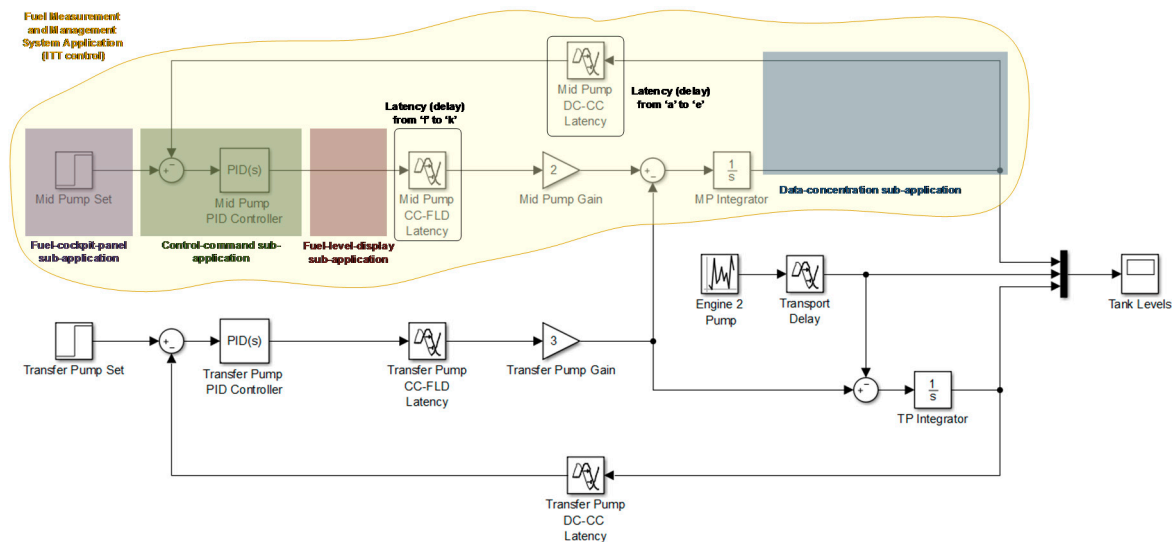 Fuel Measurement
and Management
System Application
(ITT control)
Mid Pump
DC-CC
Latency
Latency (delay)
from 'a' to 'e'
Latency (delay)
from 'f' to 'k'
Mid Pump Set
+
−
PID(s)
Mid Pump
PID Controller
Mid Pump
CC-FLD
Latency
2
Mid Pump Gain
+
−
1
s
MP Integrator
Data-concentration sub-application
Fuel-cockpit-panel
sub-application
Control-command sub-
application
Fuel-level-display
sub-application
Engine 2
Pump
Transport
Delay
Tank Levels
Transfer Pump Set
+
−
PID(s)
Transfer Pump
PID Controller
Transfer Pump
CC-FLD
Latency
3
Transfer Pump Gain
+
−
1
s
TP Integrator
Transfer Pump
DC-CC
Latency